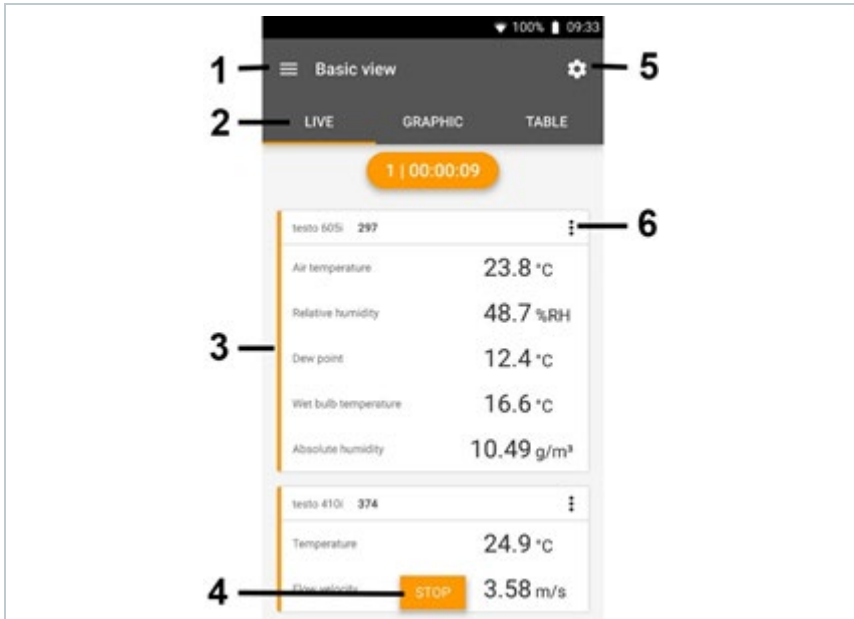 100% 09:33
1 Basic view 5
2 LIVE GRAPHIC TABLE
1 | 00:00:09
testo 605i 297 6
Air temperature 23.8 °C
Relative humidity 48.7 %RH
3
Dew point 12.4 °C
Wet bulb temperature 16.6 °C
Absolute humidity 10.49 g/m³
testo 410i 374
Temperature 24.9 °C
4 Flow velocity STOP 3.58 m/s